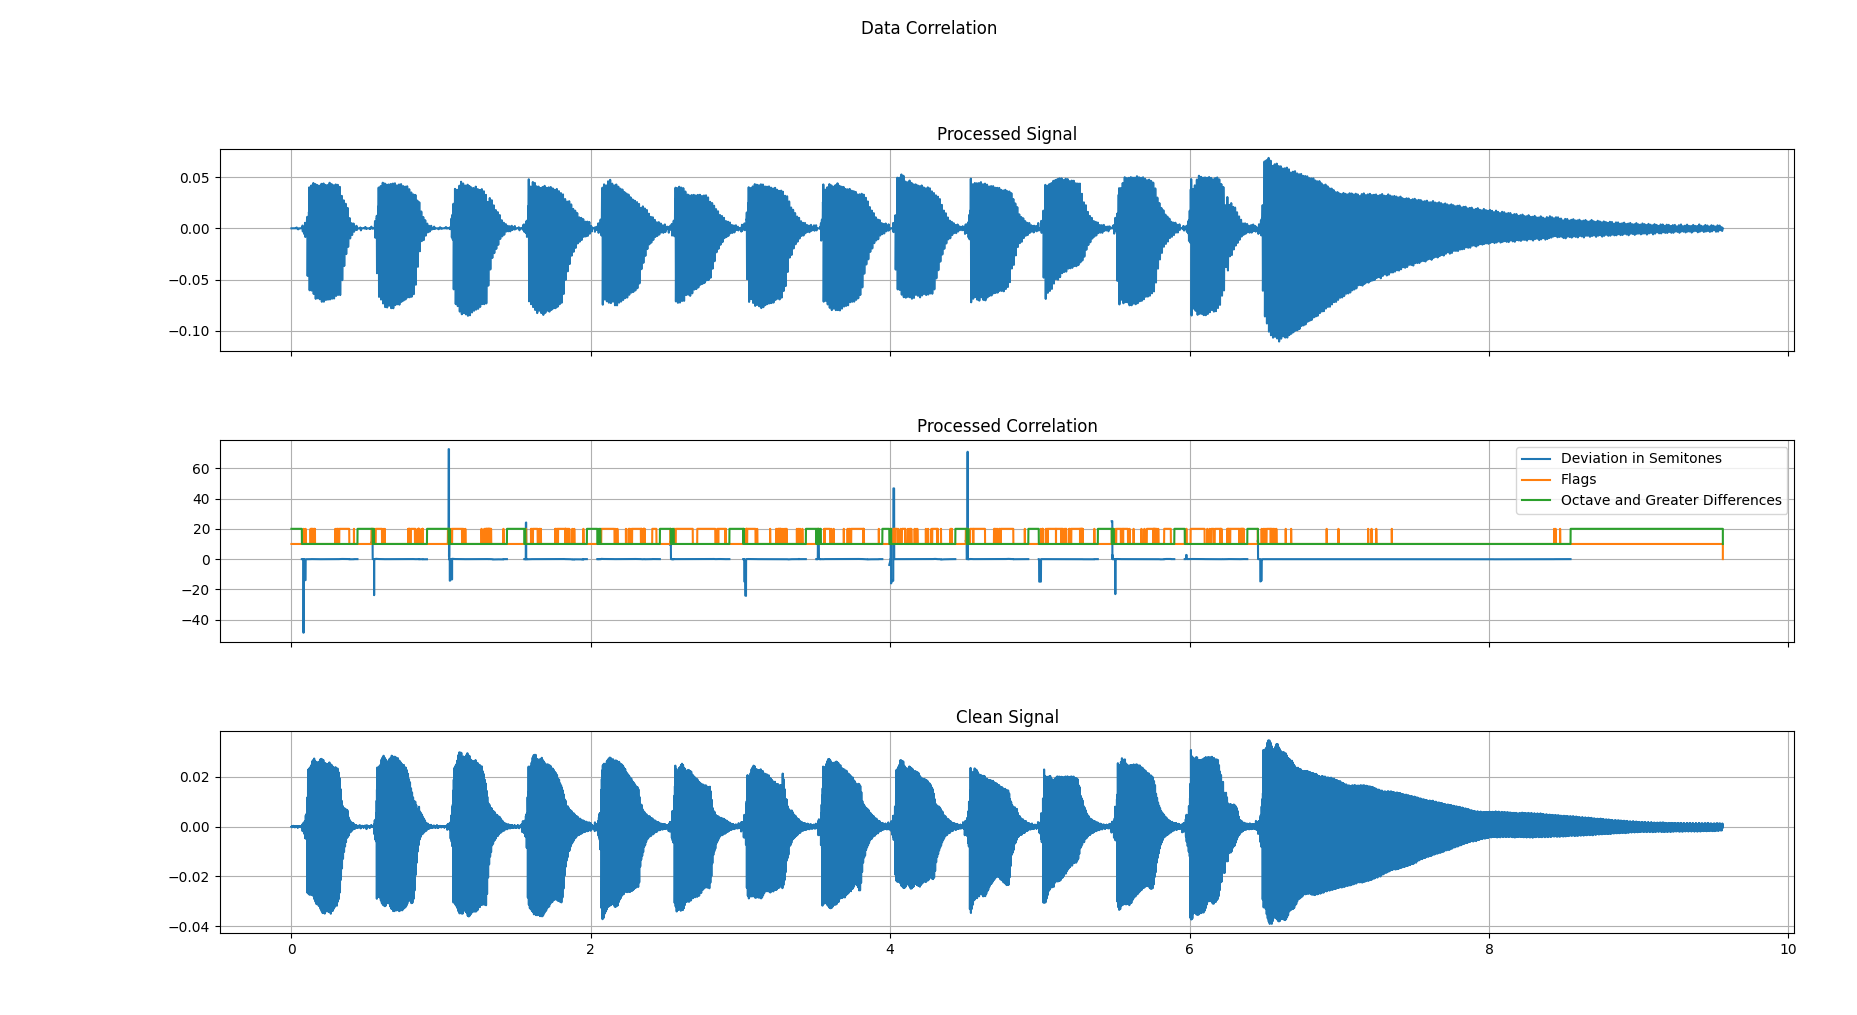 Data Correlation
Processed Signal
0.05
0.00
−0.05
−0.10
Processed Correlation
60
40
20
0
−20
−40
Deviation in Semitones
Flags
Octave and Greater Differences
Clean Signal
0.02
0.00
−0.02
−0.04
0 2 4 6 8 10